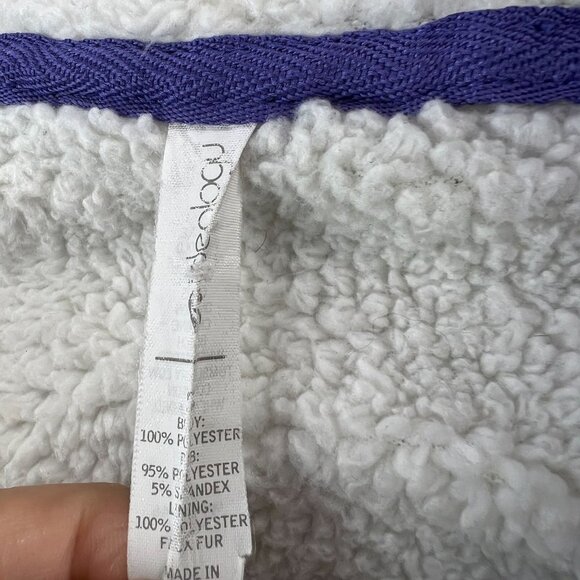 BODY:
100% POLYESTER
RIB:
95% POLYESTER
5% SPANDEX
LINING:
100% POLYESTER
FAUX FUR
MADE IN